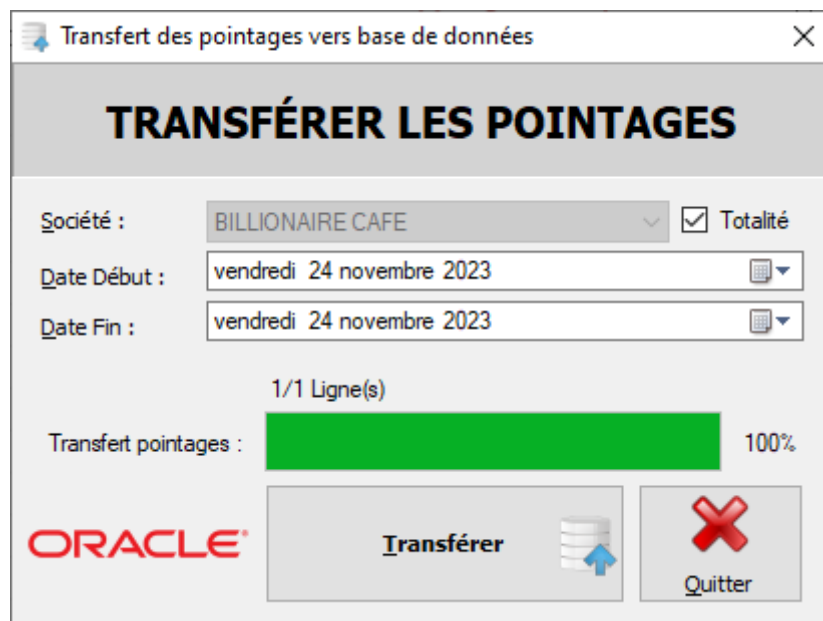 Transfert des pointages vers base de données
TRANSFÉRER LES POINTAGES
Société :
BILLIONAIRE CAFE
Totalité
Date Début :
vendredi 24 novembre 2023
Date Fin :
vendredi 24 novembre 2023
1/1 Ligne(s)
Transfert pointages :
100%
ORACLE
Transférer
Quitter